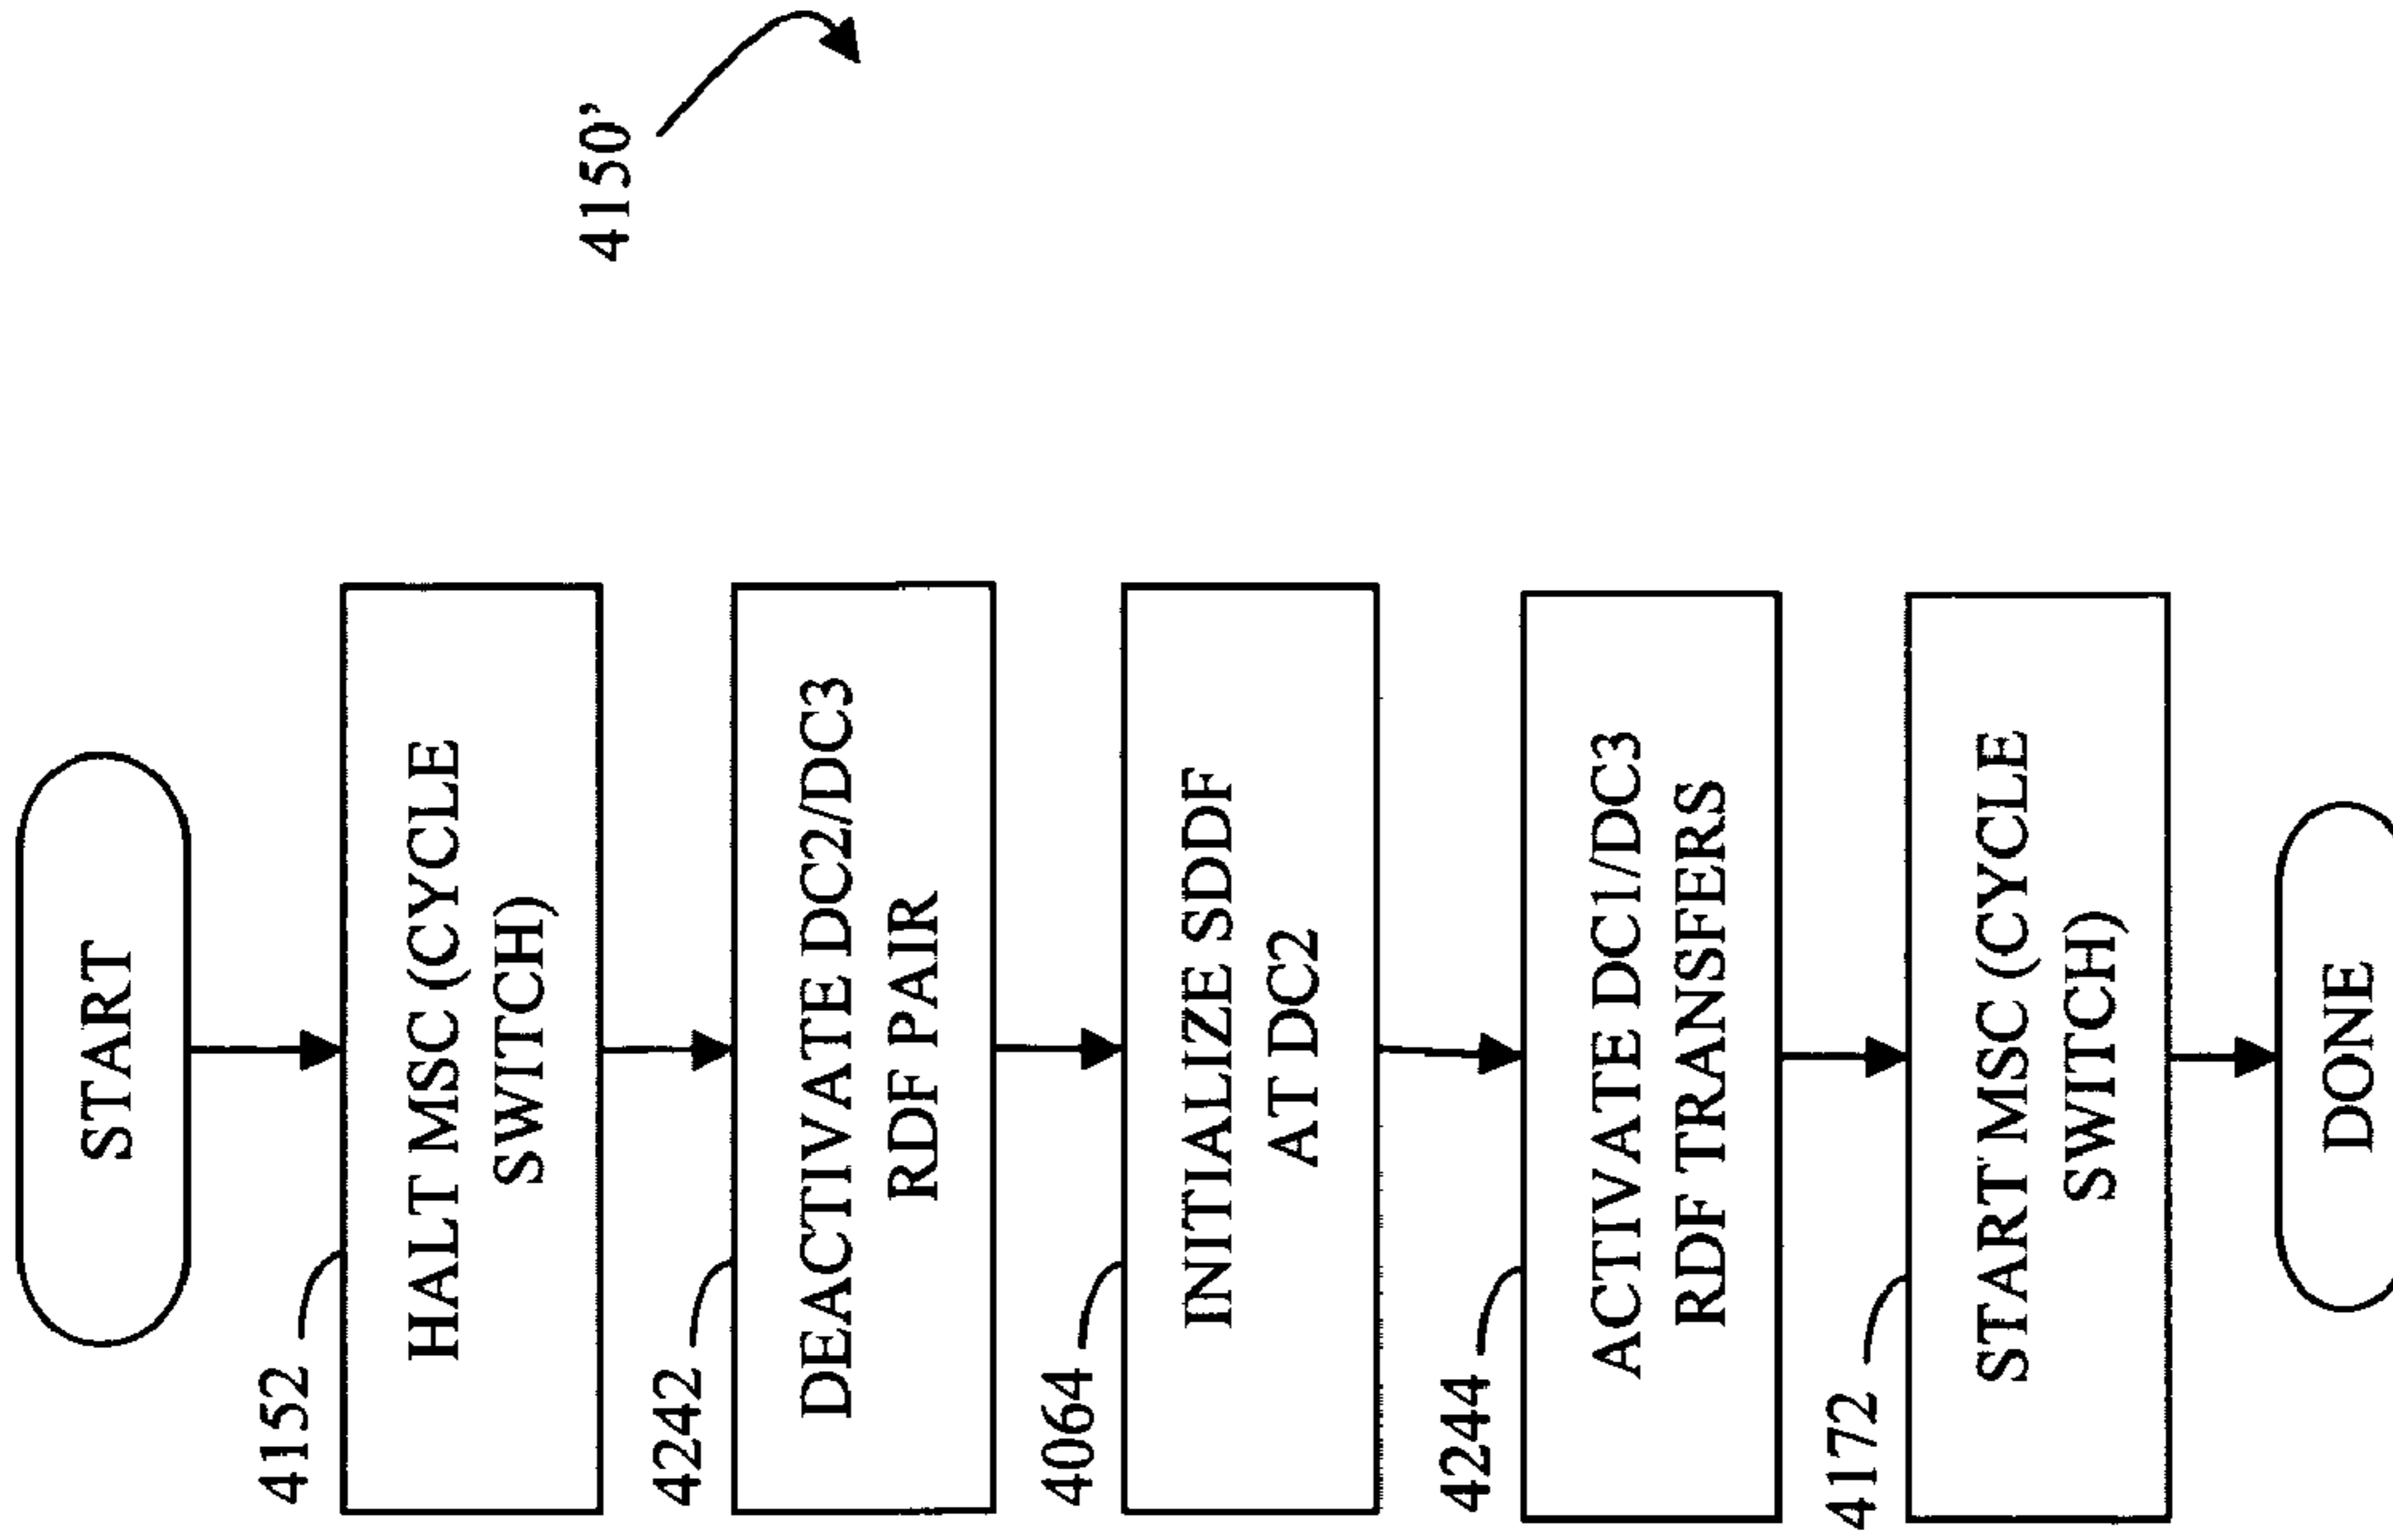 4150’
START
4152
HALT MSC (CYCLE
SWITCH)
4242
DEACTIVATE DC2/DC3
RDF PAIR
4064
INITIALIZE SDDF
AT DC2
4244
ACTIVATE DC1/DC3
RDF TRANSFERS
4172
START MSC (CYCLE
SWITCH)
DONE